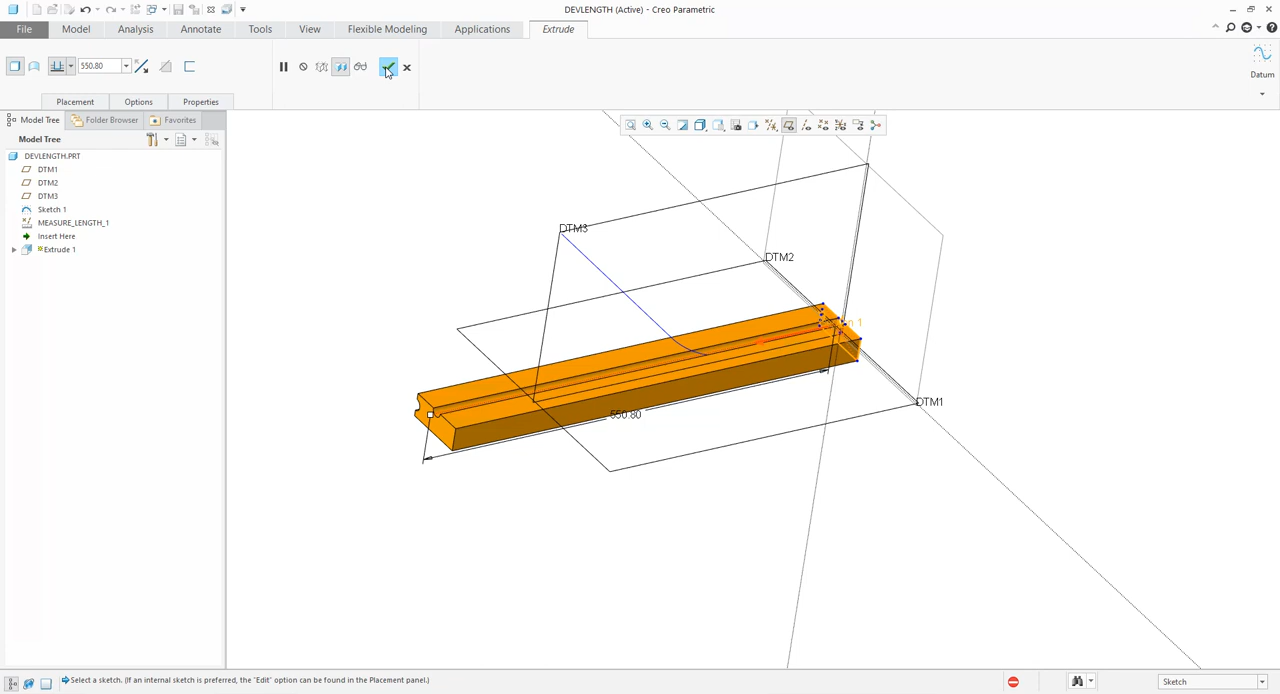 DEVLENGTH (Active) - Creo Parametric
File Model Analysis Annotate Tools View Flexible Modeling Applications Extrude
550.80
Datum
Placement Options Properties
Model Tree Folder Browser Favorites
Model Tree
DEVLENGTH.PRT
DTM1
DTM2
DTM3
Sketch 1
MEASURE_LENGTH_1
Insert Here
Extrude 1
DTM3
DTM2
550.80
DTM1
Select a sketch. (If an internal sketch is preferred, the "Edit" option can be found in the Placement panel.)
Sketch